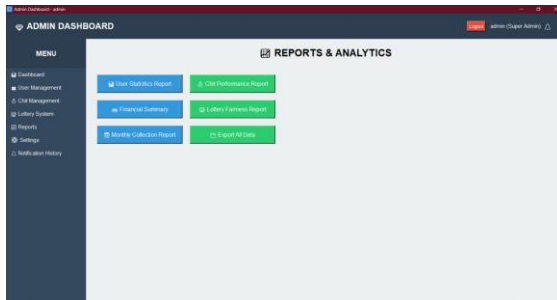 Admin Dashboard - admin
ADMIN DASHBOARD
Logout admin (Super Admin)
MENU
REPORTS & ANALYTICS
Dashboard
User Management
Chit Management
Lottery System
Reports
Settings
Notification History
User Statistics Report
Chit Performance Report
Financial Summary
Lottery Fairness Report
Monthly Collection Report
Export All Data